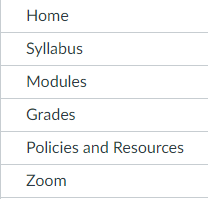 Home
Syllabus
Modules
Grades
Policies and Resources
Zoom